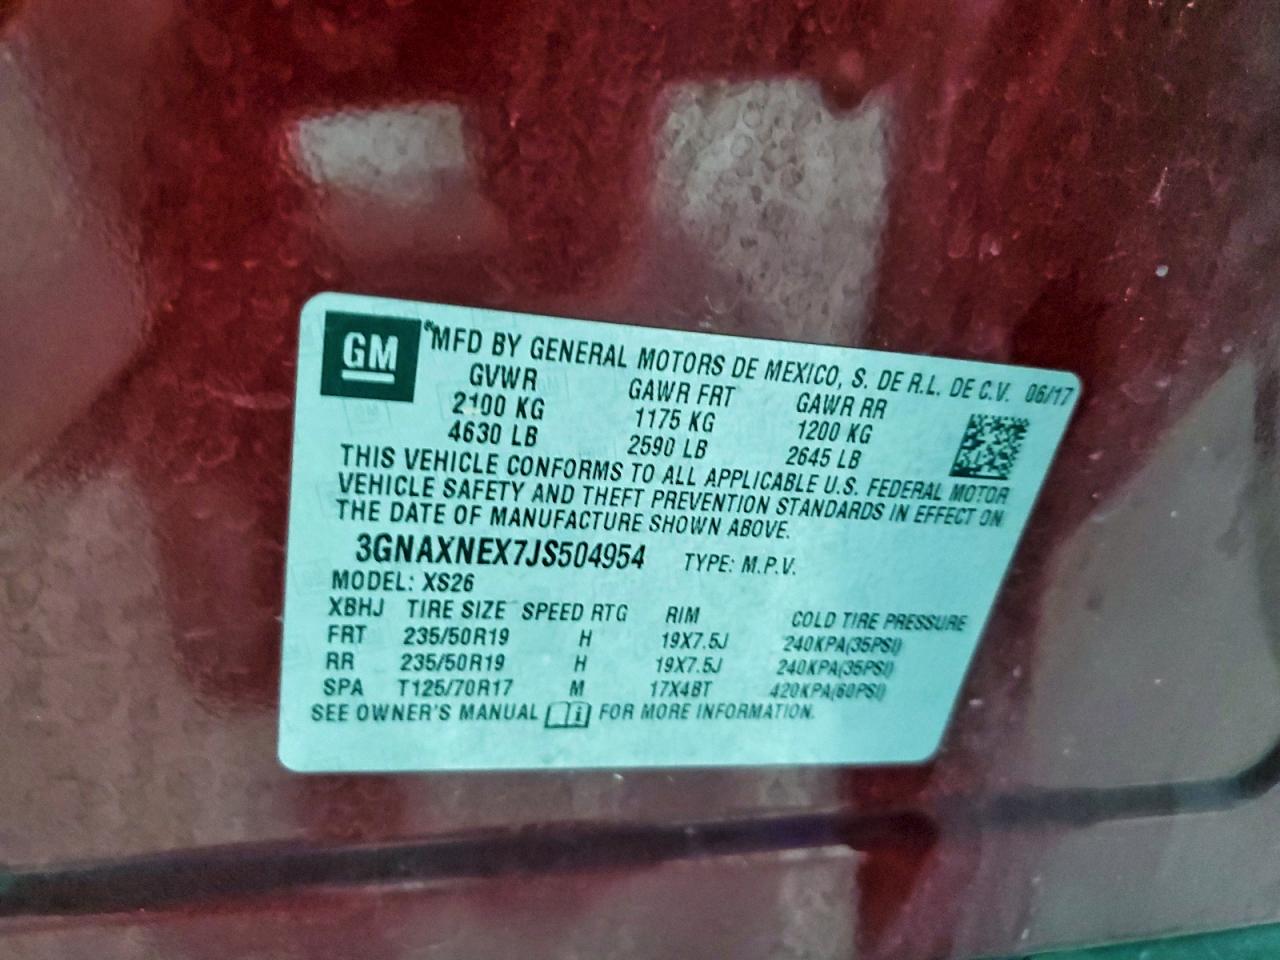 GM ®MFD BY GENERAL MOTORS DE MEXICO, S. DE R.L. DE C.V. 06/17
GVWR GAWR FRT GAWR RR
2100 KG 1175 KG 1200 KG
4630 LB 2590 LB 2645 LB
THIS VEHICLE CONFORMS TO ALL APPLICABLE U.S. FEDERAL MOTOR
VEHICLE SAFETY AND THEFT PREVENTION STANDARDS IN EFFECT ON
THE DATE OF MANUFACTURE SHOWN ABOVE.
3GNAXNEX7JS504954 TYPE: M.P.V.
MODEL: XS26
XBHJ TIRE SIZE SPEED RTG RIM COLD TIRE PRESSURE
FRT 235/50R19 H 19X7.5J 240KPA(35PSI)
RR 235/50R19 H 19X7.5J 240KPA(35PSI)
SPA T125/70R17 M 17X4BT 420KPA(60PSI)
SEE OWNER'S MANUAL i FOR MORE INFORMATION.